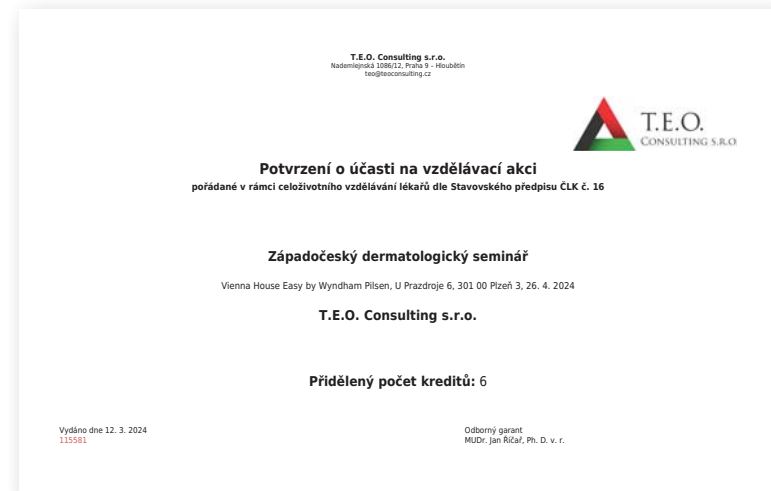 T.E.O. Consulting s.r.o.
Nademlejnská 1086/12, Praha 9 – Hloubětín
teo@teoconsulting.cz
T.E.O.
CONSULTING S.R.O.
Potvrzení o účasti na vzdělávací akci
pořádané v rámci celoživotního vzdělávání lékařů dle Stavovského předpisu ČLK č. 16
Západočeský dermatologický seminář
Vienna House Easy by Wyndham Pilsen, U Prazdroje 6, 301 00 Plzeň 3, 26. 4. 2024
T.E.O. Consulting s.r.o.
Přidělený počet kreditů: 6
Vydáno dne 12. 3. 2024
115581
Odborný garant
MUDr. Jan Říčař, Ph. D. v. r.